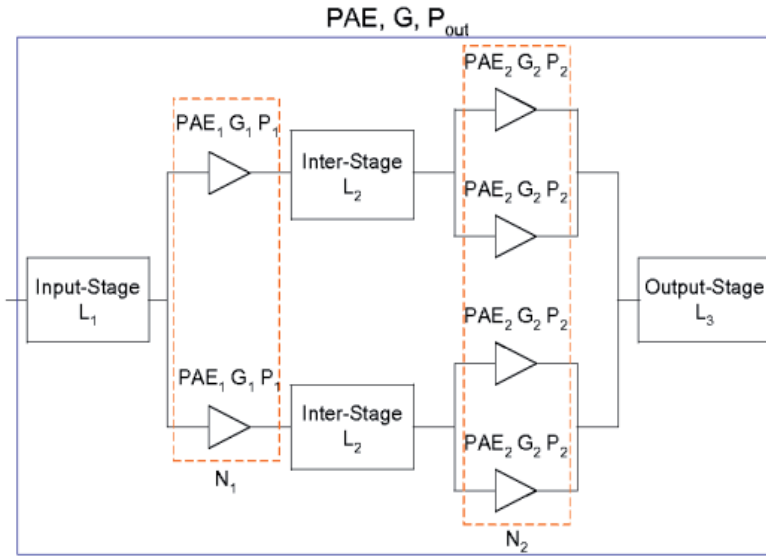 PAE, G, Pout
PAE2 G2 P2
PAE1 G1 P1
Inter-Stage
L2
PAE2 G2 P2
Input-Stage
L1
Output-Stage
L3
PAE2 G2 P2
PAE1 G1 P1
Inter-Stage
L2
PAE2 G2 P2
N1
N2